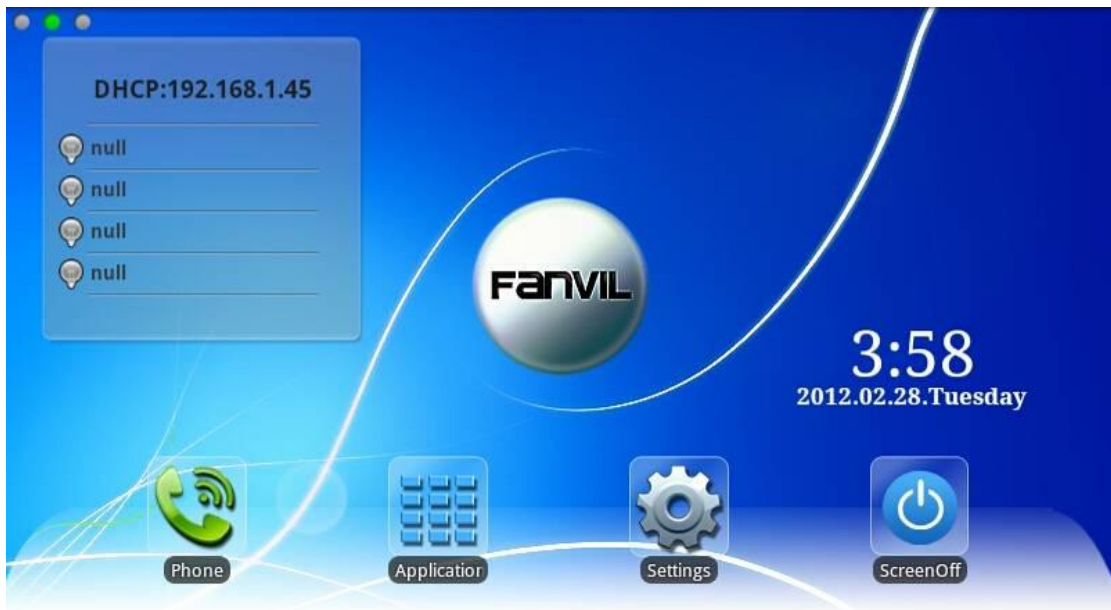 DHCP:192.168.1.45
null
null
null
null
FANVIL
3:58
2012.02.28.Tuesday
Phone
Applicatior
Settings
ScreenOff